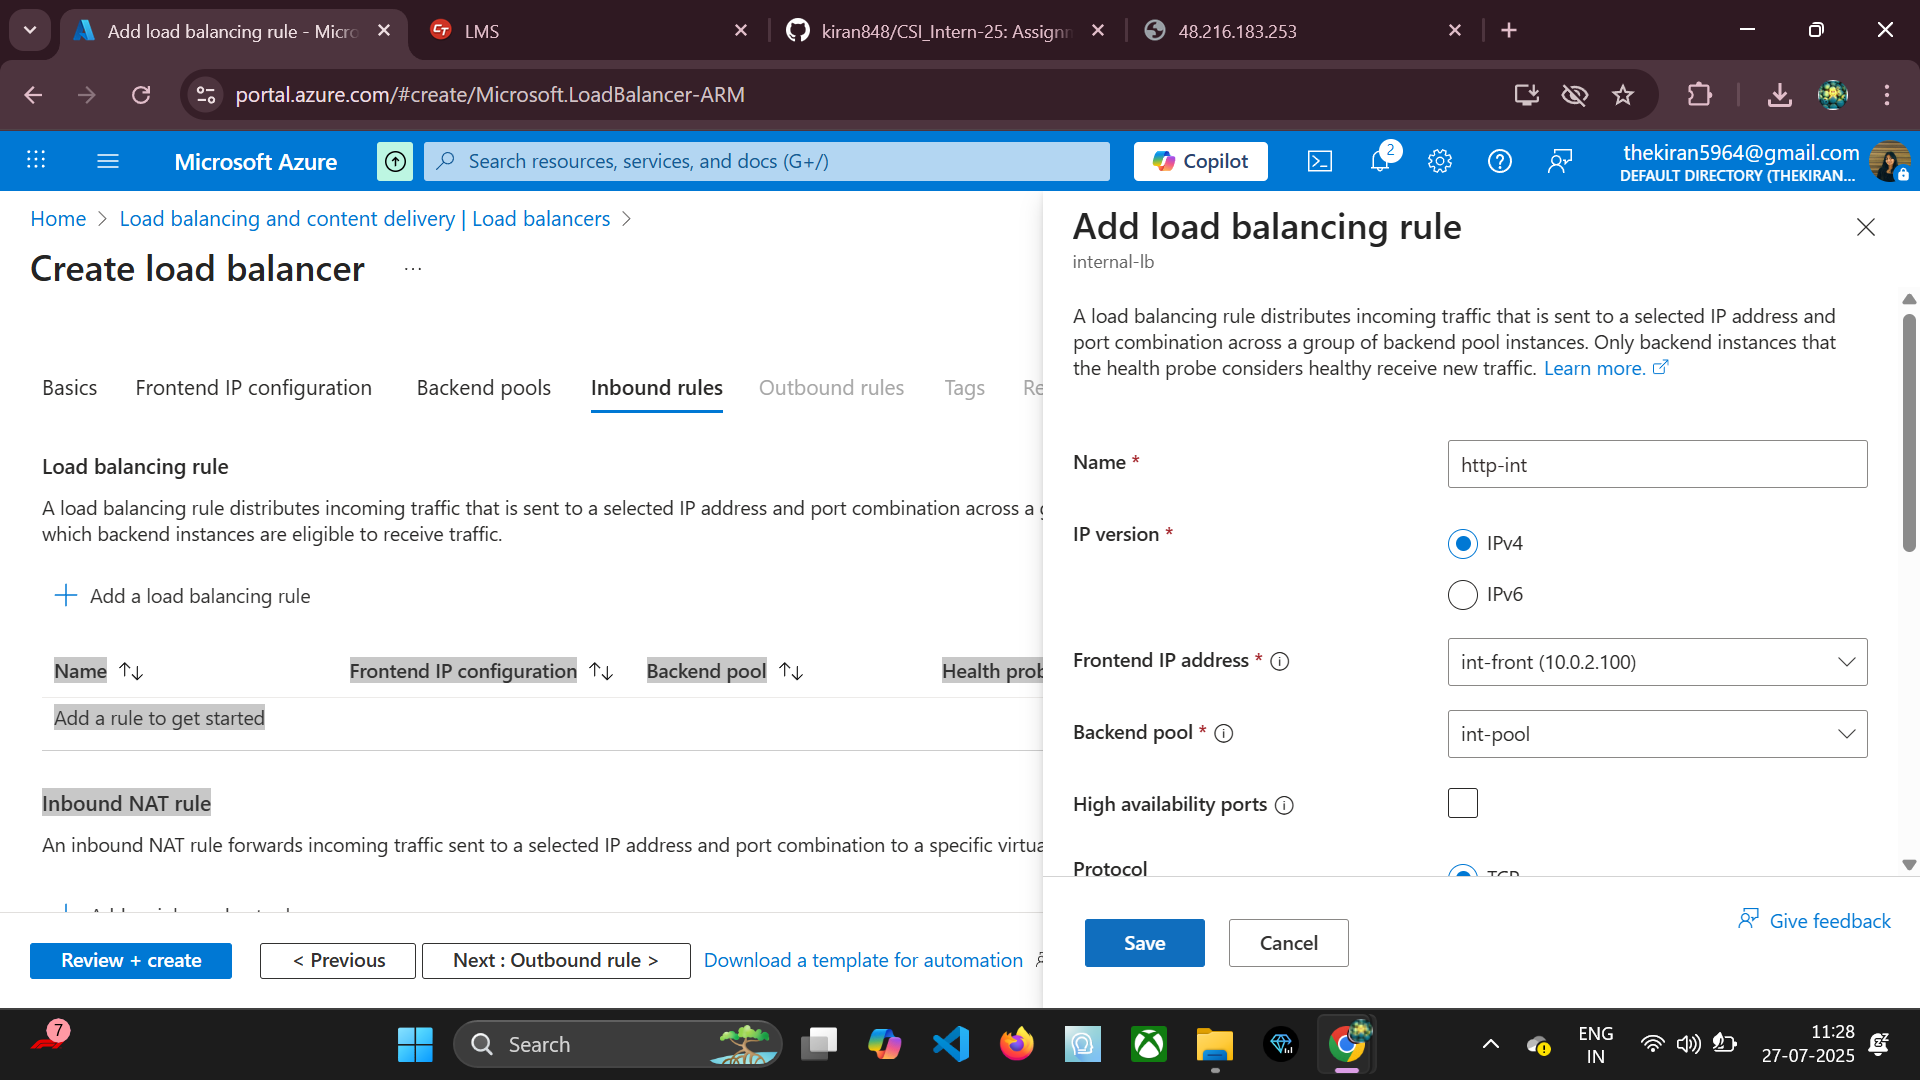 Add load balancing rule - Micro
LMS
kiran848/CSI_Intern-25: Assignm
48.216.183.253
portal.azure.com/#create/Microsoft.LoadBalancer-ARM
Microsoft Azure
Search resources, services, and docs (G+/)
Copilot
2
thekiran5964@gmail.com
DEFAULT DIRECTORY (THEKIRAN...
Home
Load balancing and content delivery | Load balancers
Create load balancer
...
Basics
Frontend IP configuration
Backend pools
Inbound rules
Outbound rules
Tags
Re
Load balancing rule
A load balancing rule distributes incoming traffic that is sent to a selected IP address and port combination across a g
which backend instances are eligible to receive traffic.
Add a load balancing rule
Name
Frontend IP configuration
Backend pool
Health prob
Add a rule to get started
Inbound NAT rule
An inbound NAT rule forwards incoming traffic sent to a selected IP address and port combination to a specific virtua
Review + create
< Previous
Next : Outbound rule >
Download a template for automation
Add load balancing rule
internal-lb
A load balancing rule distributes incoming traffic that is sent to a selected IP address and
port combination across a group of backend pool instances. Only backend instances that
the health probe considers healthy receive new traffic. Learn more.
Name *
http-int
IP version *
IPv4
IPv6
Frontend IP address *
int-front (10.0.2.100)
Backend pool *
int-pool
High availability ports
Protocol
TCP
Save
Cancel
Give feedback
7
Search
ENG
IN
11:28
27-07-2025